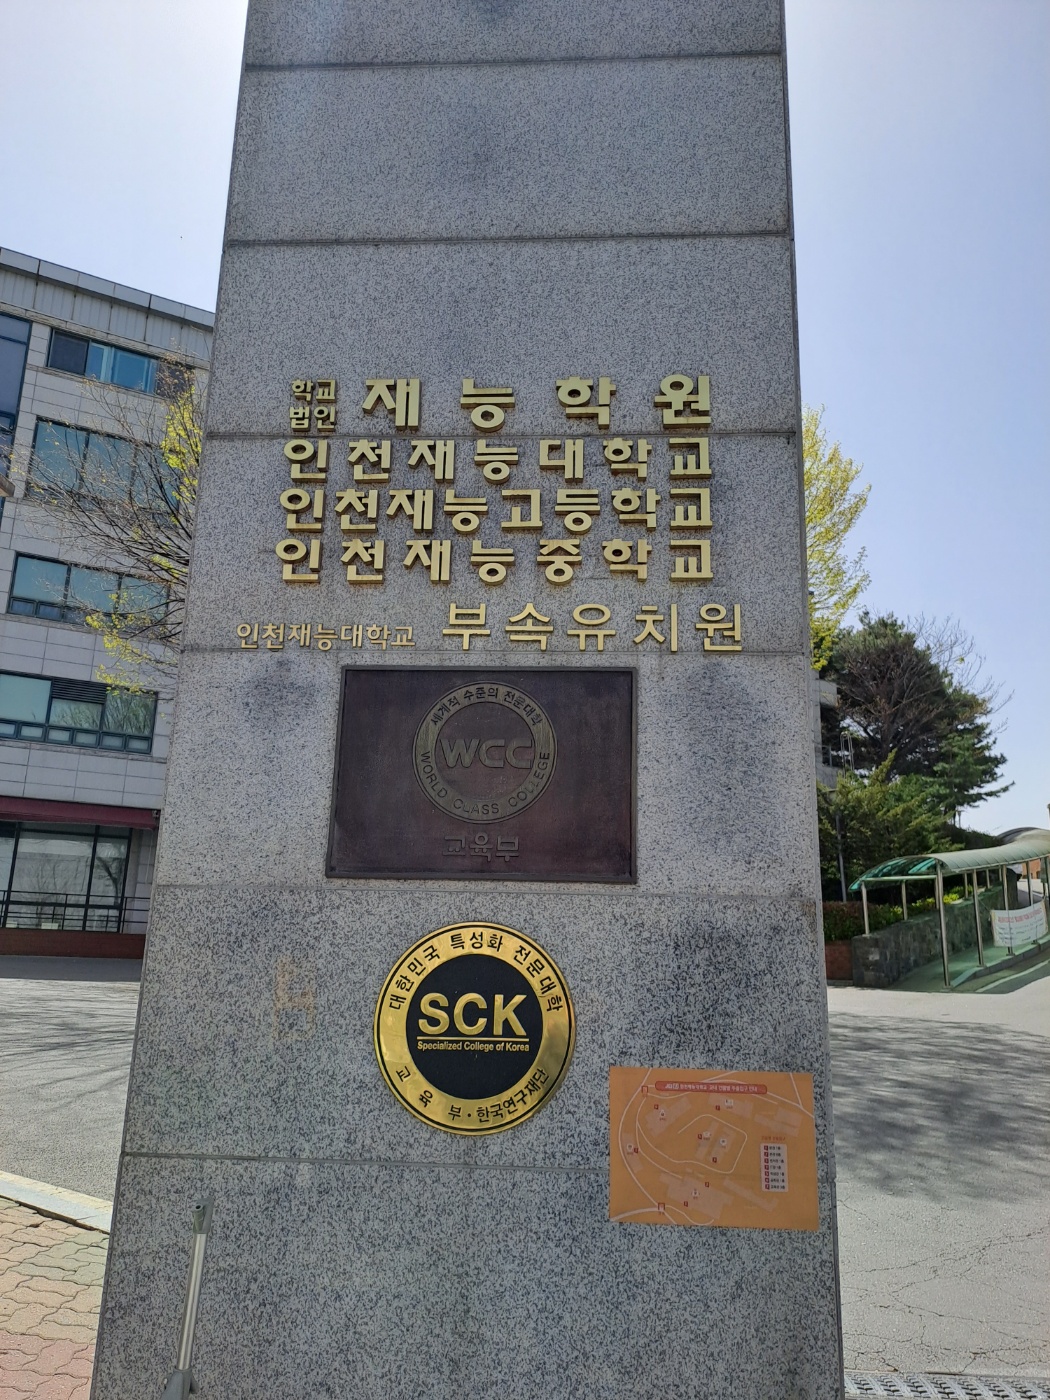 학교
법인 재능학원
인천재능대학교
인천재능고등학교
인천재능중학교
인천재능대학교 부속유치원
세계적 수준의 전문대학
WCC
WORLD CLASS COLLEGE
교육부
대한민국 특성화 전문대학
SCK
Specialized College of Korea
교육부·한국연구재단